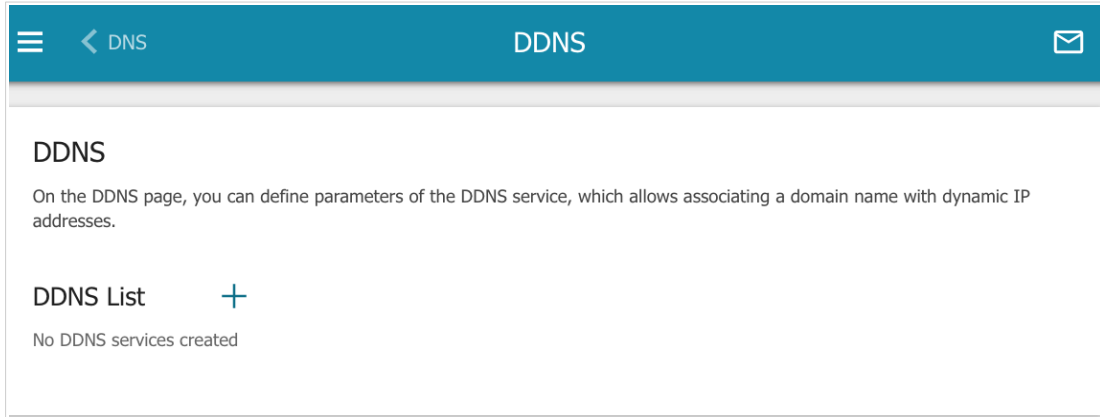 DNS
DDNS
DDNS
On the DDNS page, you can define parameters of the DDNS service, which allows associating a domain name with dynamic IP
addresses.
DDNS List
No DDNS services created